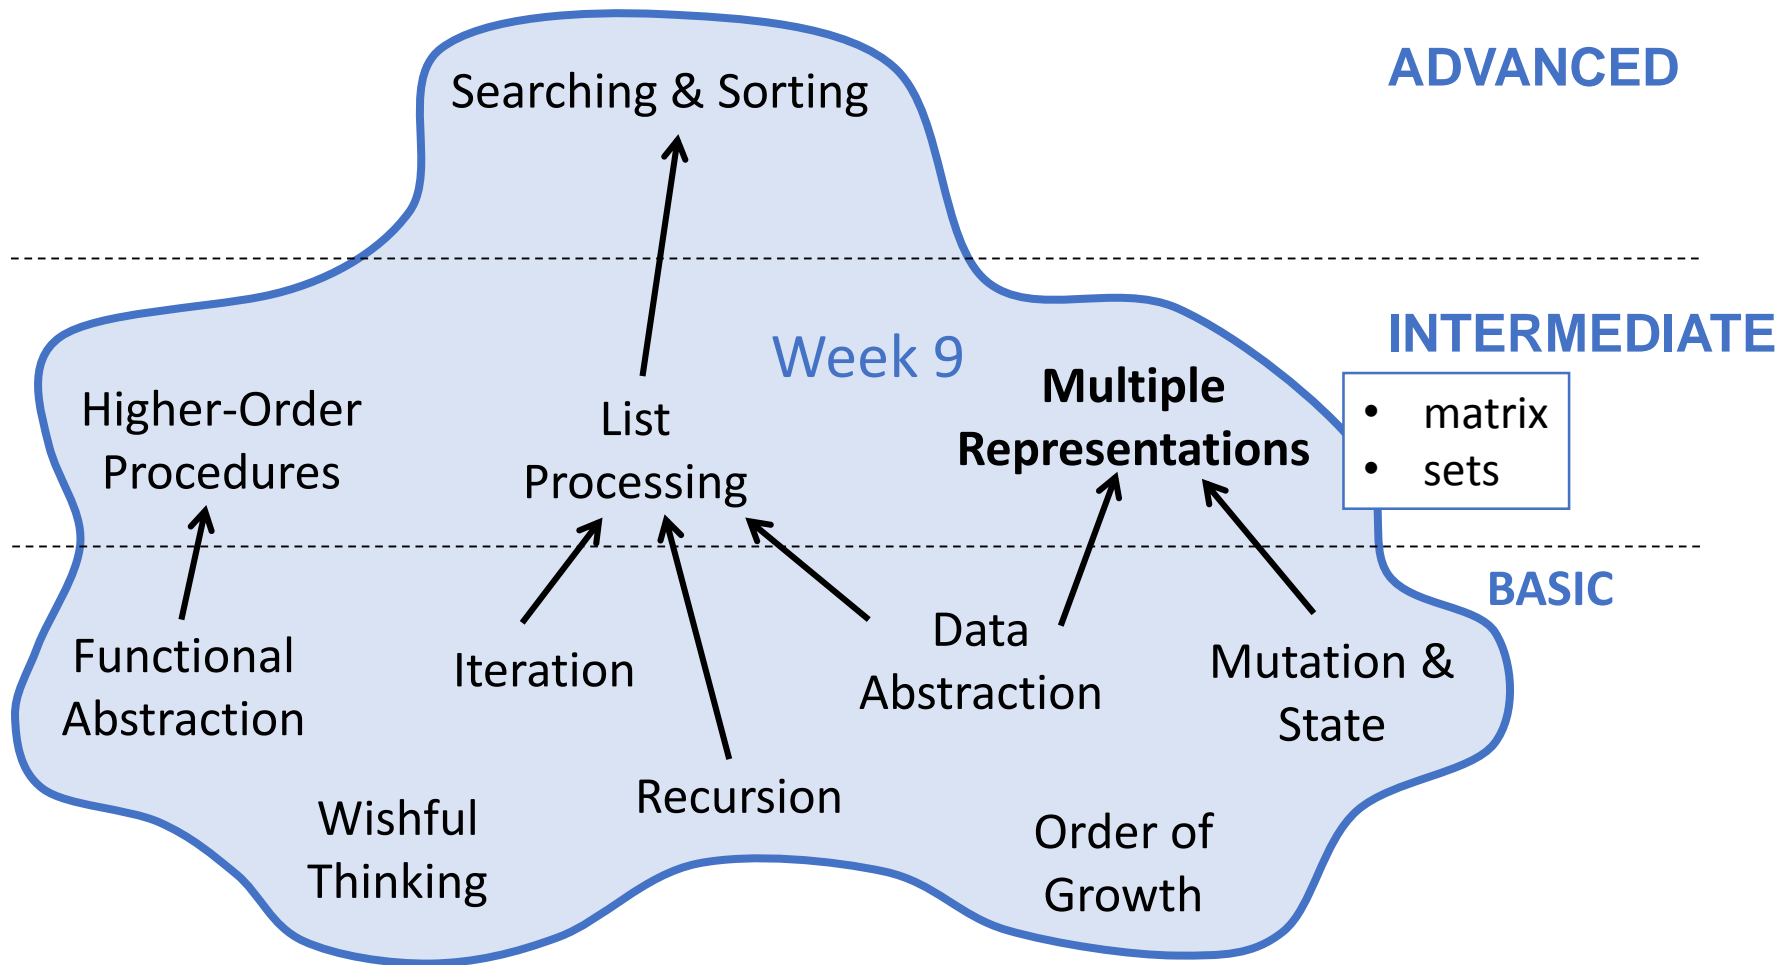 ADVANCED
Searching & Sorting
INTERMEDIATE
Week 9
Higher-Order
Procedures
List
Processing
Multiple
Representations
• matrix
• sets
BASIC
Functional
Abstraction
Iteration
Data
Abstraction
Mutation &
State
Wishful
Thinking
Recursion
Order of
Growth